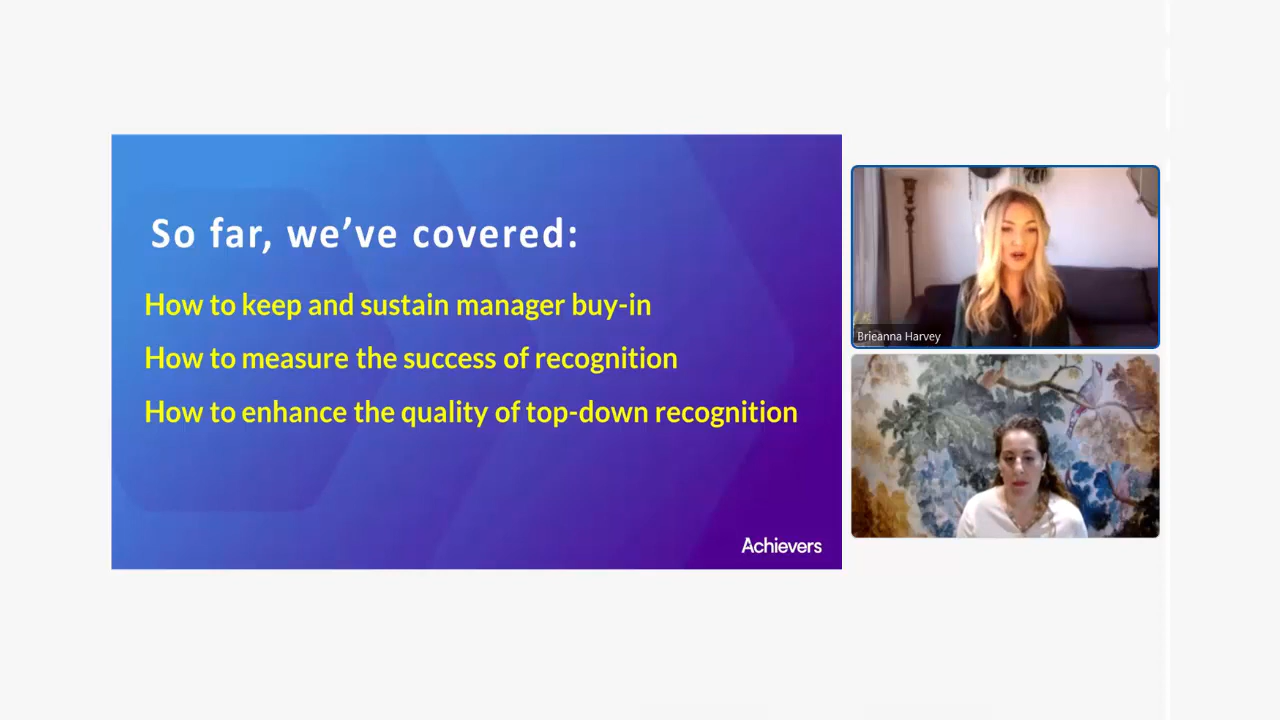 So far, we’ve covered:
How to keep and sustain manager buy-in
How to measure the success of recognition
How to enhance the quality of top-down recognition
Achievers
Brieanna Harvey